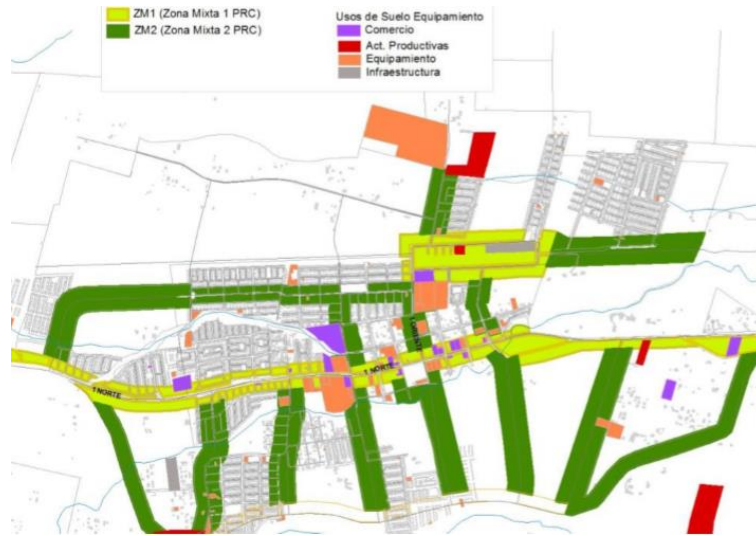 ZM1 (Zona Mixta 1 PRC)
ZM2 (Zona Mixta 2 PRC)
Usos de Suelo Equipamiento
Comercio
Act. Productivas
Equipamiento
Infraestructura
1 NORTE
1 NORTE